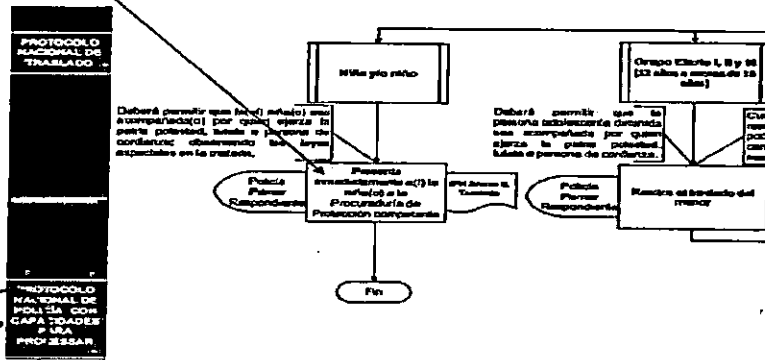 PROTOCOLO
NACIONAL DE
TRASLADO
Niña y/o niño
Grupo Etario I, II y III
(12 años a menos de 18
años)
Deberá permitir que la(el) niña(o) sea
acompañada(o) por quien ejerza la
patria potestad, tutela o persona de
confianza; observando las leyes
especiales en la materia.
Deberá permitir que la
persona adolescente detenida
sea acompañada por quien
ejerza la patria potestad,
tutela o persona de confianza.
Policía
Primer
Respondiente
Presenta
inmediatamente a(l) la
niña(o) a la
Procuraduría de
Protección competente
Policía
Primer
Respondiente
Realiza el traslado del
menor
Fin
PROTOCOLO
NACIONAL DE
POLICÍA CON
CAPACIDADES
PARA
PROCESAR